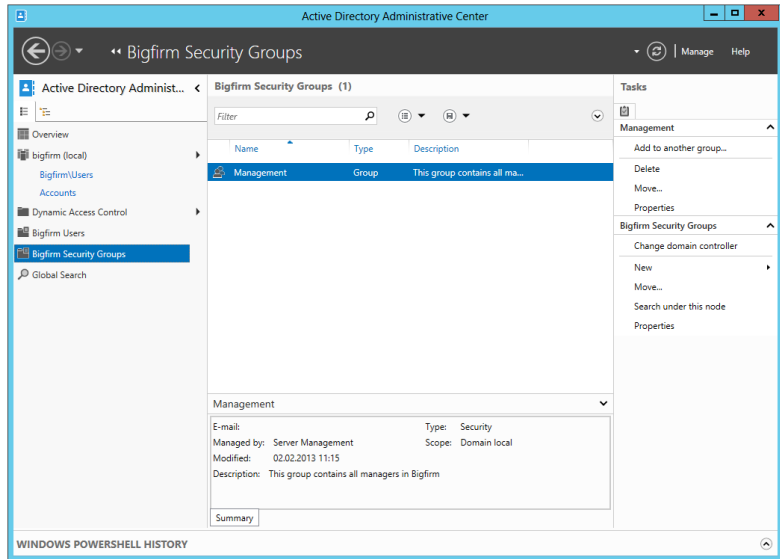 Active Directory Administrative Center
Bigfirm Security Groups
Manage Help
Active Directory Administ...
Overview
bigfirm (local)
Bigfirm\Users
Accounts
Dynamic Access Control
Bigfirm Users
Bigfirm Security Groups
Global Search
Bigfirm Security Groups (1)
Filter
Name Type Description
Management Group This group contains all ma...
Management
E-mail: Type: Security
Managed by: Server Management Scope: Domain local
Modified: 02.02.2013 11:15
Description: This group contains all managers in Bigfirm
Summary
Tasks
Management
Add to another group...
Delete
Move...
Properties
Bigfirm Security Groups
Change domain controller
New
Move...
Search under this node
Properties
WINDOWS POWERSHELL HISTORY